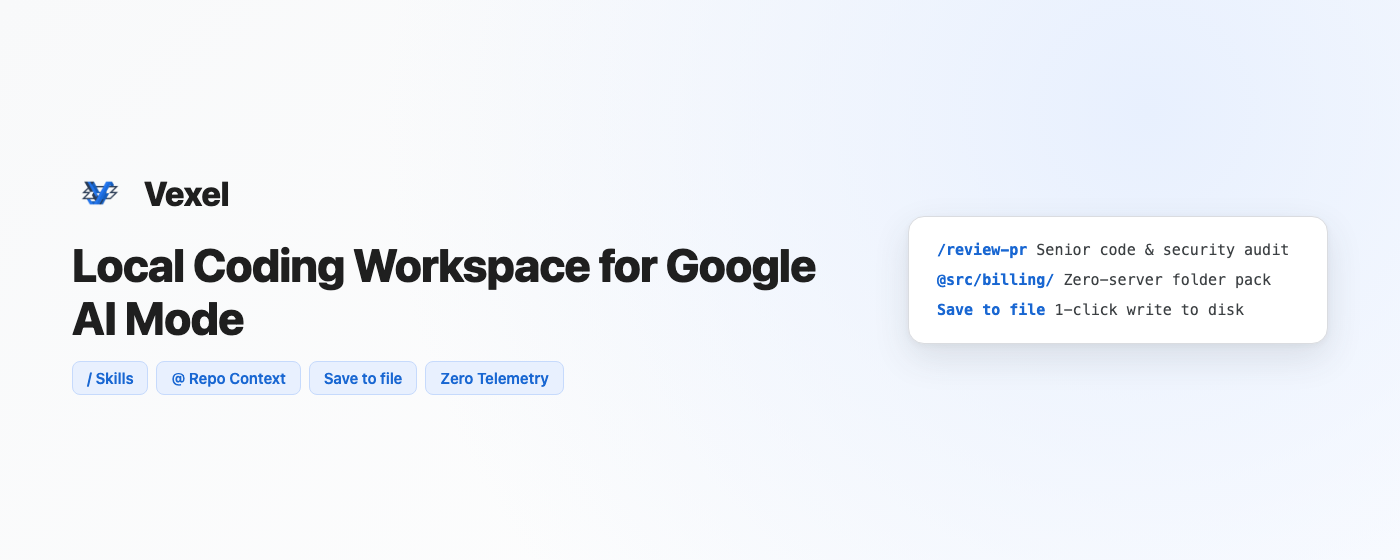 Vexel
Local Coding Workspace for Google
AI Mode
/ Skills
@ Repo Context
Save to file
Zero Telemetry
/review-pr Senior code & security audit
@src/billing/ Zero-server folder pack
Save to file 1-click write to disk